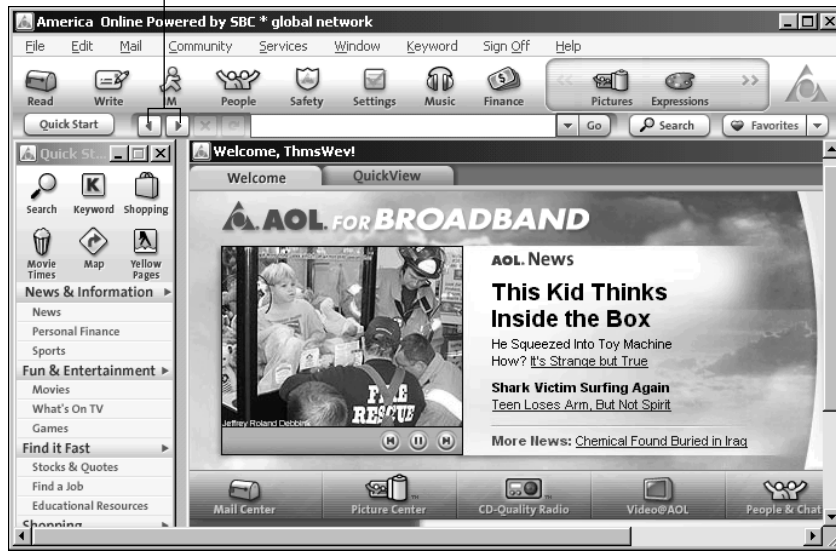 America Online Powered by SBC * global network
File Edit Mail Community Services Window Keyword Sign Off Help
Read Write IM People Safety Settings Music Finance Pictures Expressions
Quick Start Go Search Favorites
Quick St...
Welcome, ThmsWev!
Welcome QuickView
Search Keyword Shopping
Movie Times Map Yellow Pages
News & Information
News
Personal Finance
Sports
Fun & Entertainment
Movies
What's On TV
Games
Find it Fast
Stocks & Quotes
Find a Job
Educational Resources
Shopping
AOL FOR BROADBAND
FIRE
RESCUE
Jeffrey Roland Debbins
AOL News
This Kid Thinks
Inside the Box
He Squeezed Into Toy Machine
How? It's Strange but True
Shark Victim Surfing Again
Teen Loses Arm, But Not Spirit
More News: Chemical Found Buried in Iraq
Mail Center Picture Center CD-Quality Radio Video@AOL People & Chat